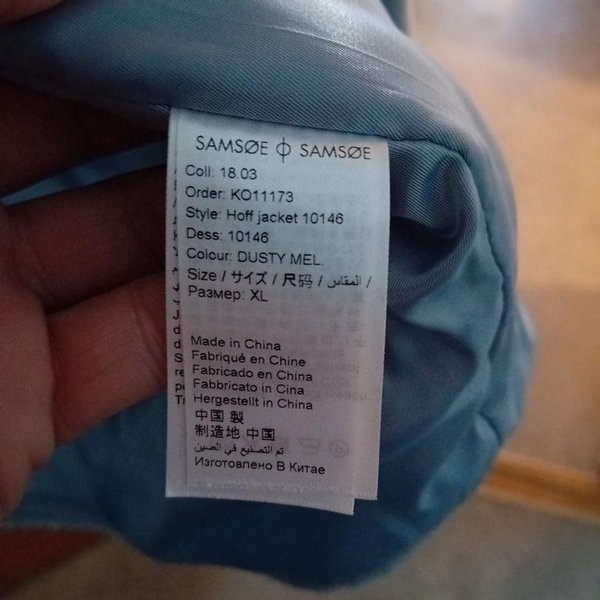 SAMSØE Φ SAMSØE
Coll: 18.03
Order: KO11173
Style: Hoff jacket 10146
Dess: 10146
Colour: DUSTY MEL.
Size / サイズ / 尺码 / المقاس /
Размер: XL
Made in China
Fabriqué en Chine
Fabricado en China
Fabbricato in Cina
Hergestellt in China
中国 製
制造地 中国
تم التصنيع في الصين
Изготовлено В Китае